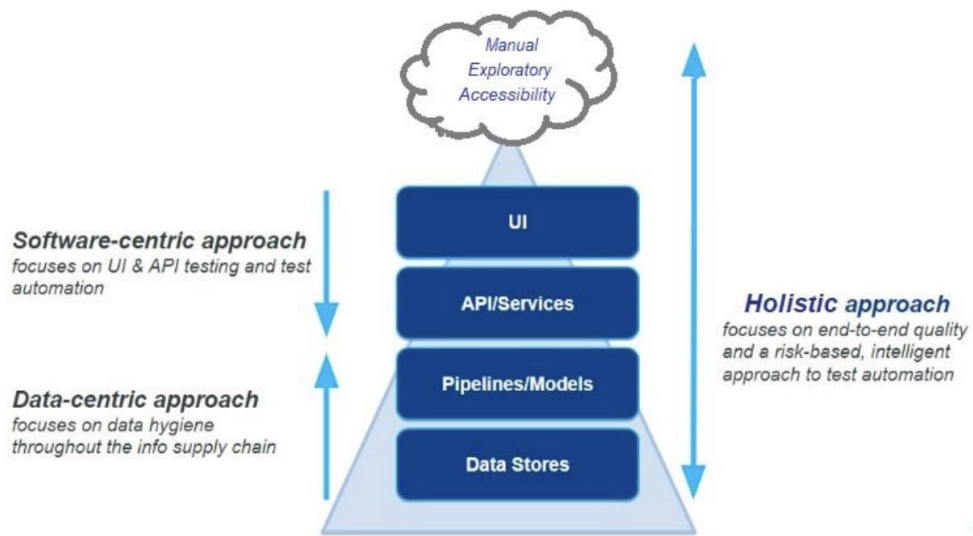 Manual
Exploratory
Accessibility
UI
Software-centric approach
focuses on UI & API testing and test
automation
API/Services
Holistic approach
focuses on end-to-end quality
and a risk-based, intelligent
approach to test automation
Pipelines/Models
Data-centric approach
focuses on data hygiene
throughout the info supply chain
Data Stores